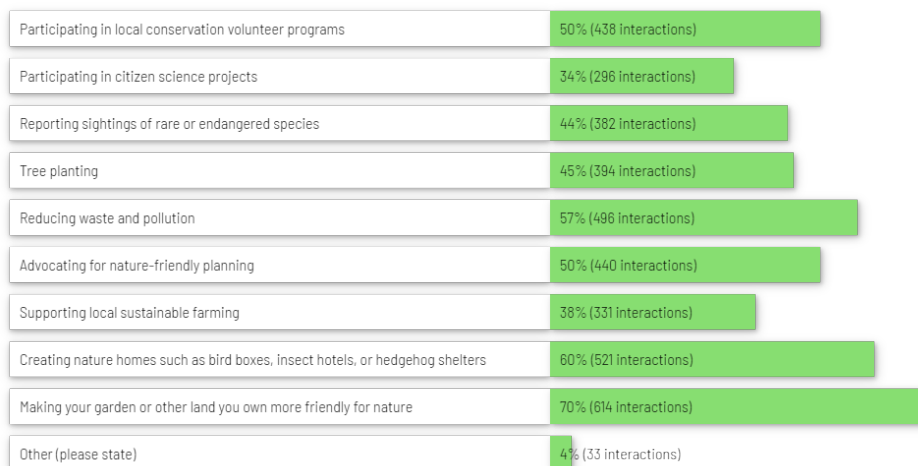 Participating in local conservation volunteer programs 50% (438 interactions)
Participating in citizen science projects 34% (296 interactions)
Reporting sightings of rare or endangered species 44% (382 interactions)
Tree planting 45% (394 interactions)
Reducing waste and pollution 57% (496 interactions)
Advocating for nature-friendly planning 50% (440 interactions)
Supporting local sustainable farming 38% (331 interactions)
Creating nature homes such as bird boxes, insect hotels, or hedgehog shelters 60% (521 interactions)
Making your garden or other land you own more friendly for nature 70% (614 interactions)
Other (please state) 4% (33 interactions)